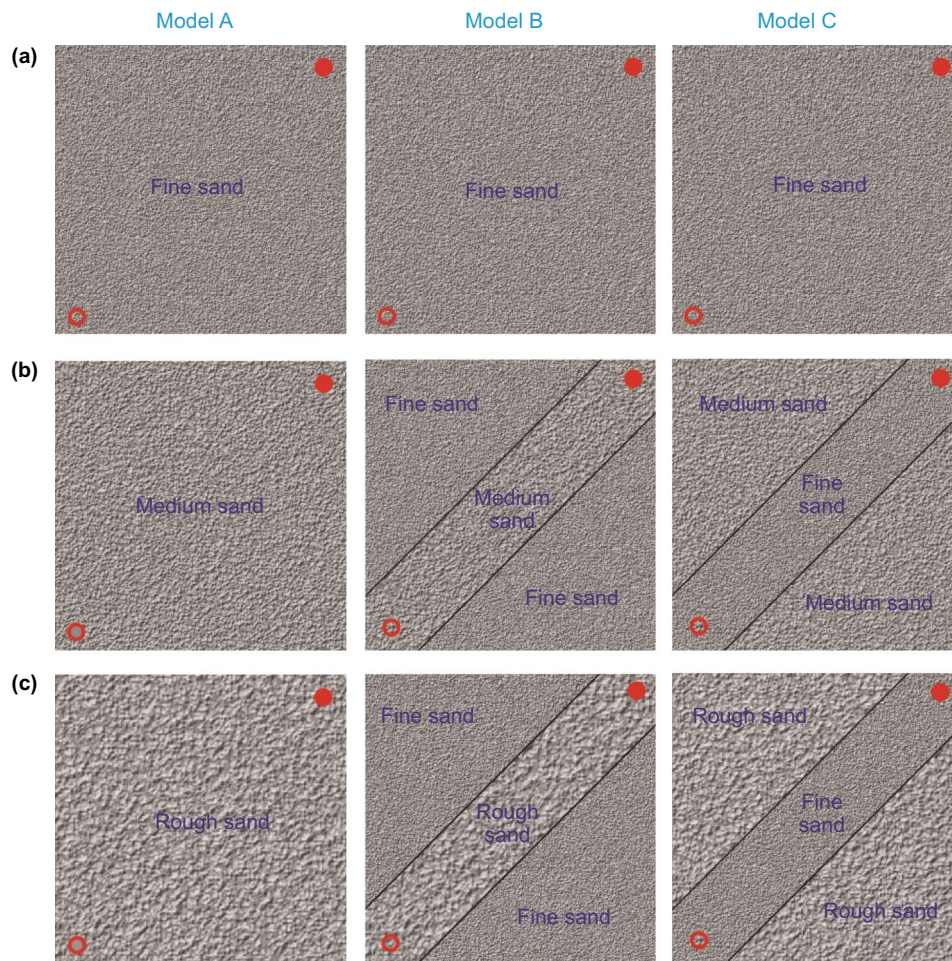 Model A
Model B
Model C
(a)
Fine sand
Fine sand
Fine sand
(b)
Medium sand
Fine sand
Medium
sand
Fine sand
Medium sand
Fine
sand
Medium sand
(c)
Rough sand
Fine sand
Rough
sand
Fine sand
Rough sand
Fine
sand
Rough sand